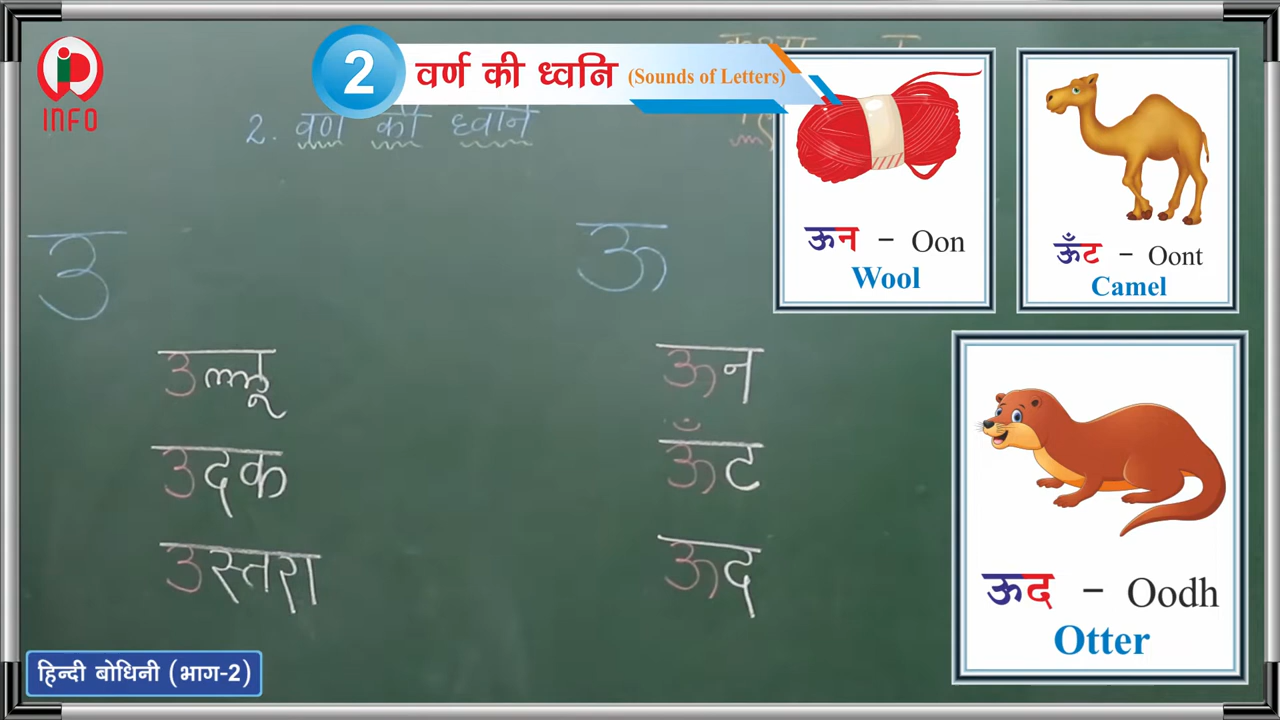 INFO
2 वर्ण की ध्वनि (Sounds of Letters)
2. वर्ण की ध्वनि
उ
ऊ
उल्लू
उदक
उस्तरा
ऊन
ऊँट
ऊद
ऊन – Oon
Wool
ऊँट – Oont
Camel
ऊद – Oodh
Otter
हिन्दी बोधिनी (भाग-2)